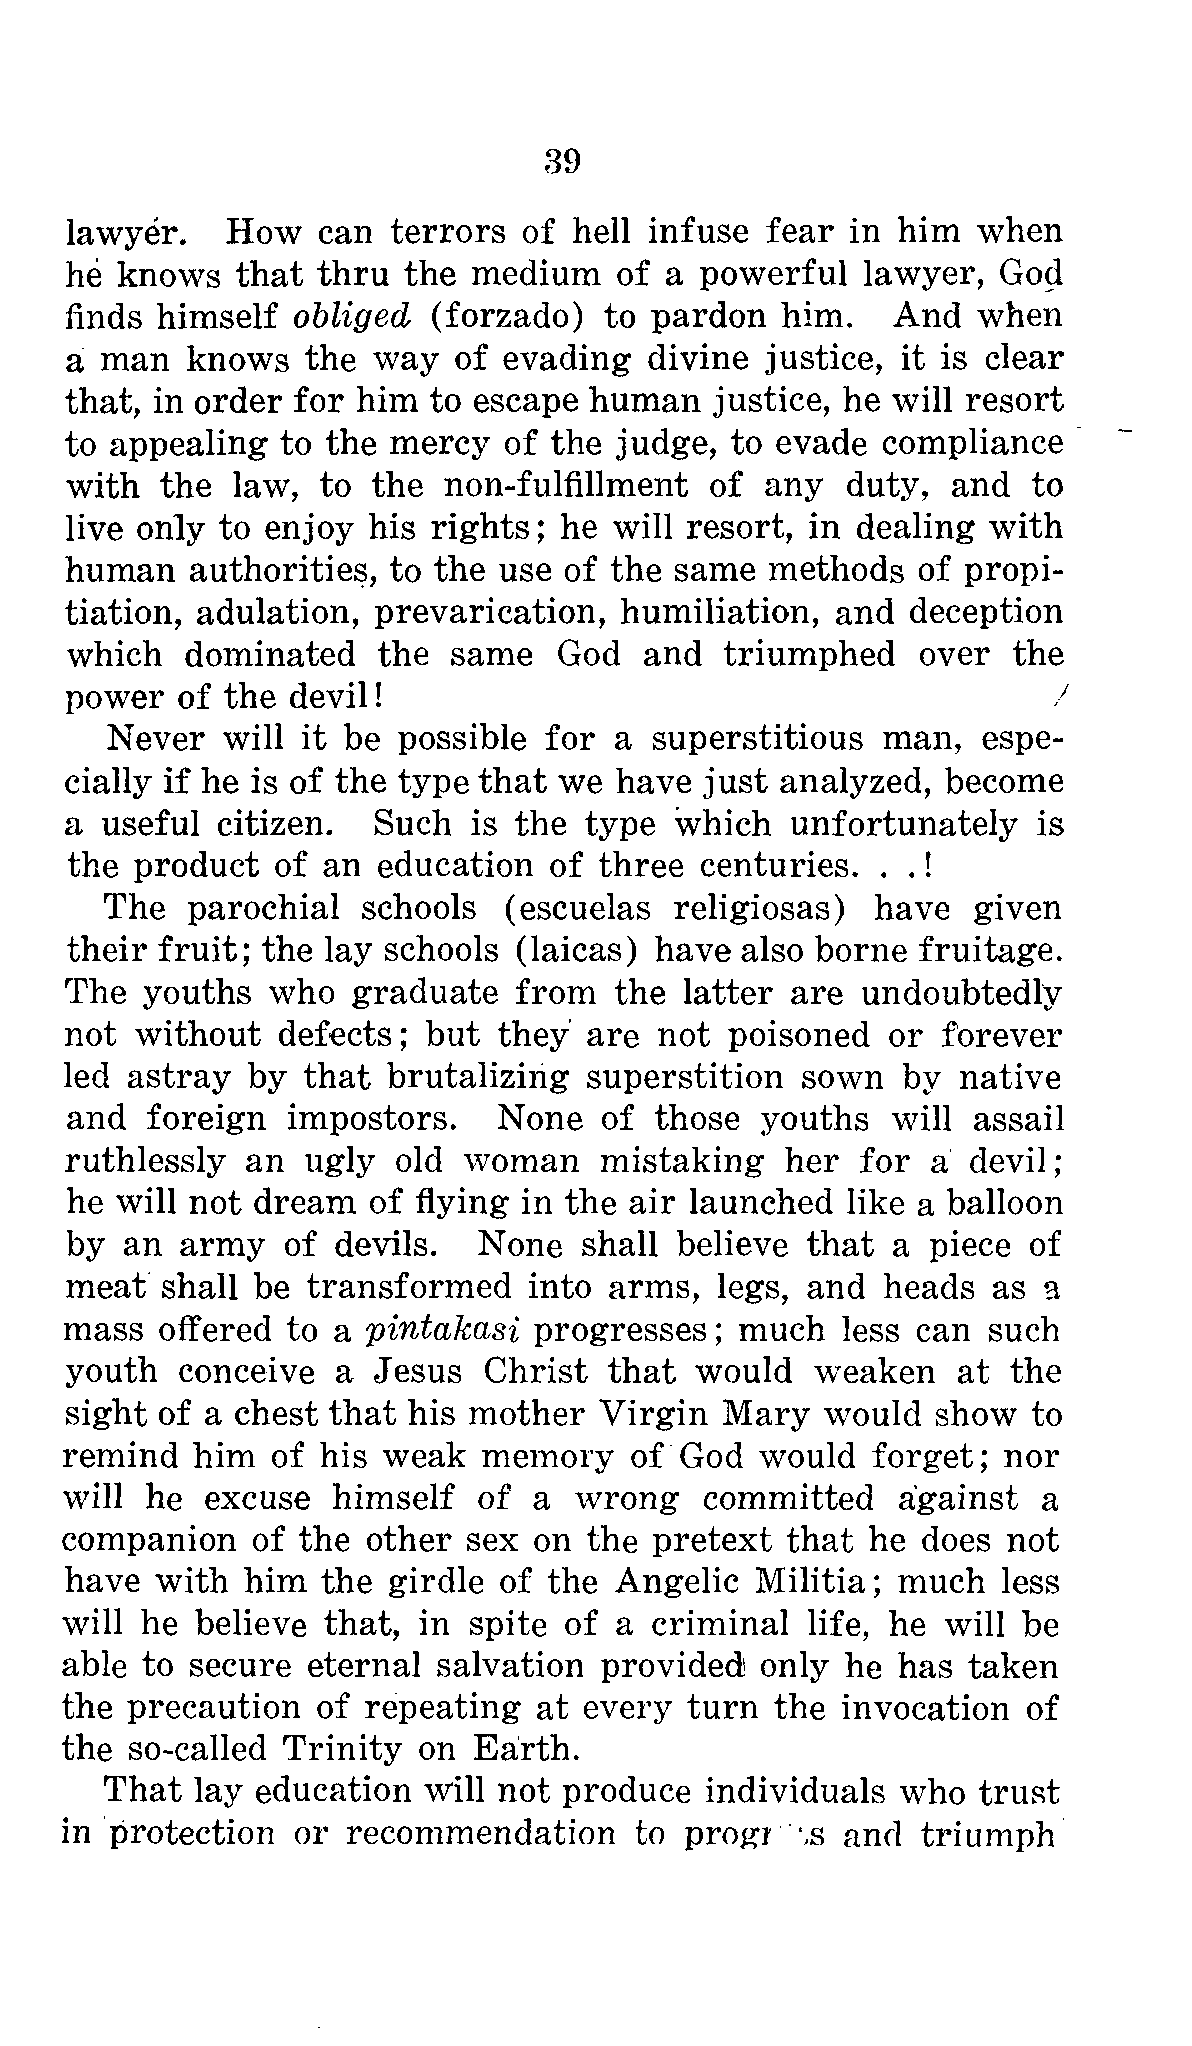 39
lawyer. How can terrors of hell infuse fear in him when
he knows that thru the medium of a powerful lawyer, God
finds himself obliged (forzado) to pardon him. And when
a man knows the way of evading divine justice, it is clear
that, in order for him to escape human justice, he will resort
to appealing to the mercy of the judge, to evade compliance
with the law, to the non-fulfillment of any duty, and to
live only to enjoy his rights; he will resort, in dealing with
human authorities, to the use of the same methods of propi-
tiation, adulation, prevarication, humiliation, and deception
which dominated the same God and triumphed over the
power of the devil!
Never will it be possible for a superstitious man, espe-
cially if he is of the type that we have just analyzed, become
a useful citizen. Such is the type which unfortunately is
the product of an education of three centuries. . .!
The parochial schools (escuelas religiosas) have given
their fruit; the lay schools (laicas) have also borne fruitage.
The youths who graduate from the latter are undoubtedly
not without defects; but they are not poisoned or forever
led astray by that brutalizing superstition sown by native
and foreign impostors. None of those youths will assail
ruthlessly an ugly old woman mistaking her for a devil;
he will not dream of flying in the air launched like a balloon
by an army of devils. None shall believe that a piece of
meat shall be transformed into arms, legs, and heads as a
mass offered to a pintakasi progresses; much less can such
youth conceive a Jesus Christ that would weaken at the
sight of a chest that his mother Virgin Mary would show to
remind him of his weak memory of God would forget; nor
will he excuse himself of a wrong committed against a
companion of the other sex on the pretext that he does not
have with him the girdle of the Angelic Militia; much less
will he believe that, in spite of a criminal life, he will be
able to secure eternal salvation provided only he has taken
the precaution of repeating at every turn the invocation of
the so-called Trinity on Earth.
That lay education will not produce individuals who trust
in protection or recommendation to and triumph